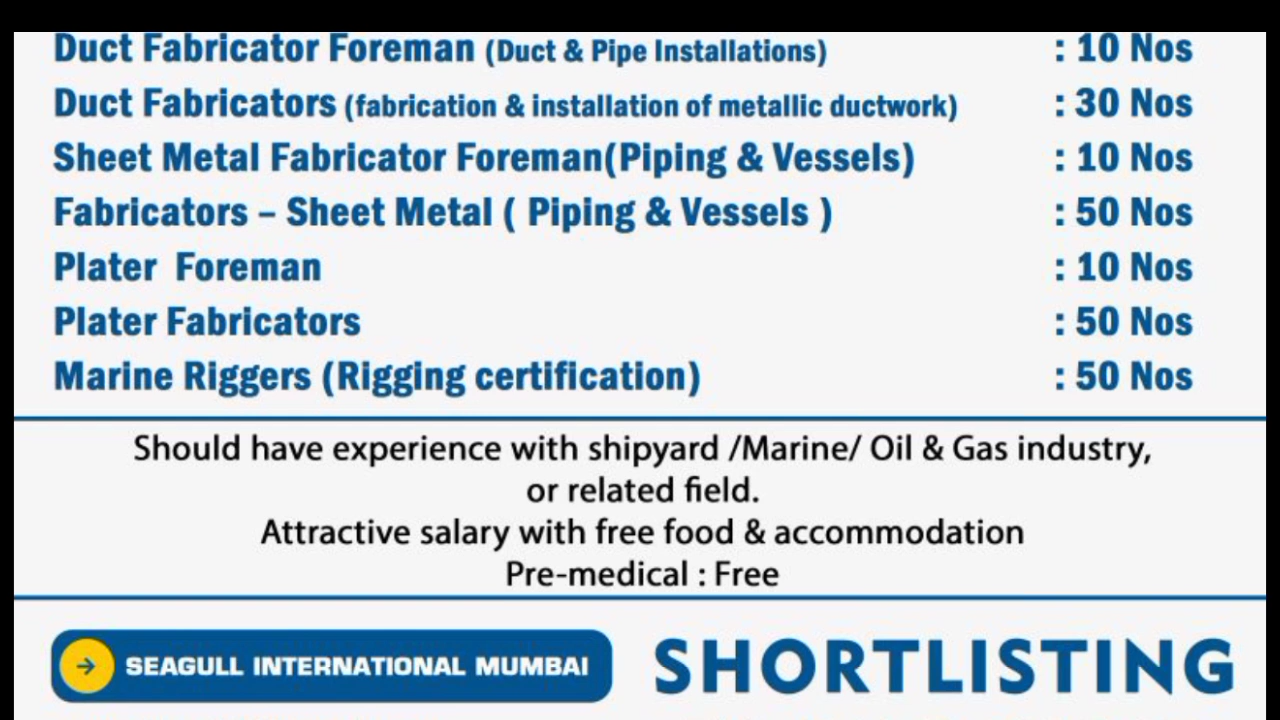 Duct Fabricator Foreman (Duct & Pipe Installations) : 10 Nos
Duct Fabricators (fabrication & installation of metallic ductwork) : 30 Nos
Sheet Metal Fabricator Foreman(Piping & Vessels) : 10 Nos
Fabricators – Sheet Metal ( Piping & Vessels ) : 50 Nos
Plater Foreman : 10 Nos
Plater Fabricators : 50 Nos
Marine Riggers (Rigging certification) : 50 Nos
Should have experience with shipyard /Marine/ Oil & Gas industry,
or related field.
Attractive salary with free food & accommodation
Pre-medical : Free
SEAGULL INTERNATIONAL MUMBAI SHORTLISTING